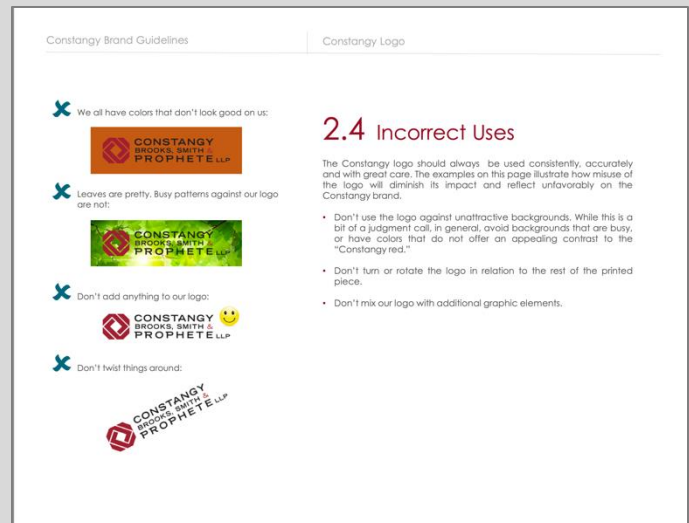 Constangy Brand Guidelines
Constangy Logo
We all have colors that don't look good on us:
CONSTANGY
BROOKS, SMITH &
PROPHETE LLP
Leaves are pretty. Busy patterns against our logo
are not:
CONSTANGY
BROOKS, SMITH &
PROPHETE LLP
Don't add anything to our logo:
CONSTANGY
BROOKS, SMITH &
PROPHETE LLP
Don't twist things around:
CONSTANGY
BROOKS, SMITH &
PROPHETE LLP
2.4 Incorrect Uses
The Constangy logo should always be used consistently, accurately
and with great care. The examples on this page illustrate how misuse of
the logo will diminish its impact and reflect unfavorably on the
Constangy brand.
• Don't use the logo against unattractive backgrounds. While this is a
bit of a judgment call, in general, avoid backgrounds that are busy,
or have colors that do not offer an appealing contrast to the
"Constangy red."
• Don't turn or rotate the logo in relation to the rest of the printed
piece.
• Don't mix our logo with additional graphic elements.